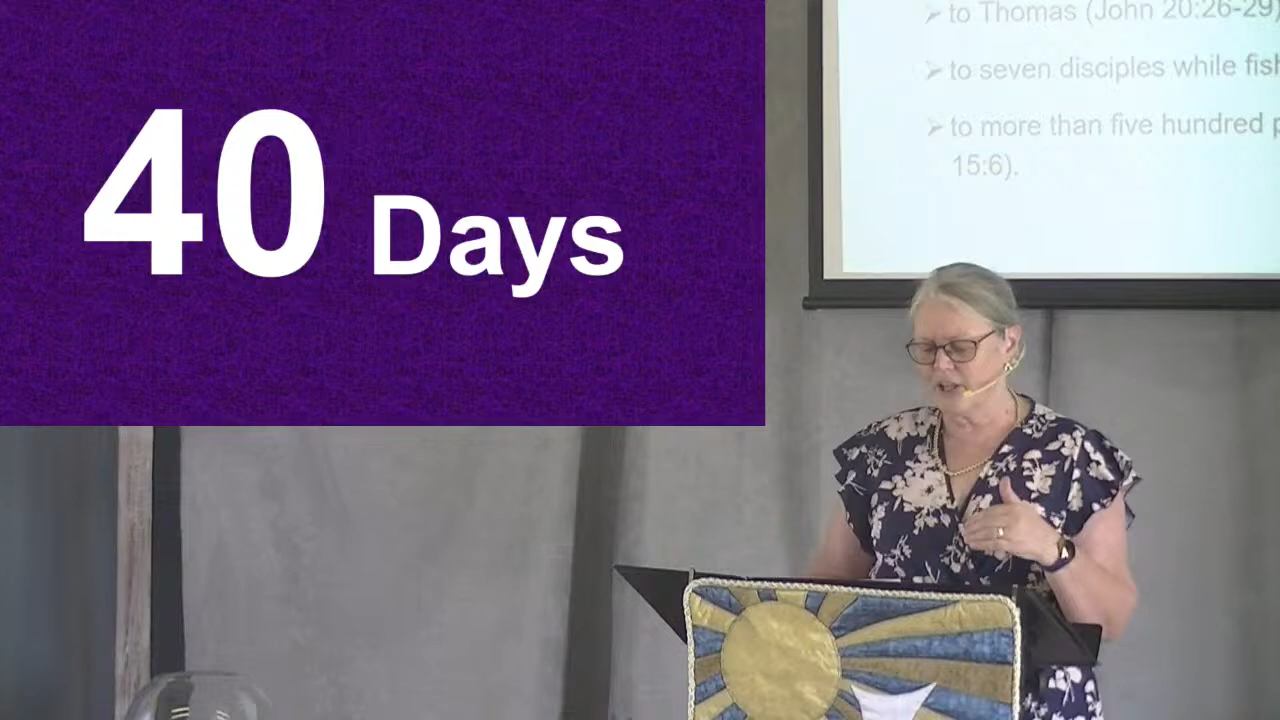 40 Days
➢ to Thomas (John 20:26-29)
➢ to seven disciples while
➢ to more than five hundred
15:6).